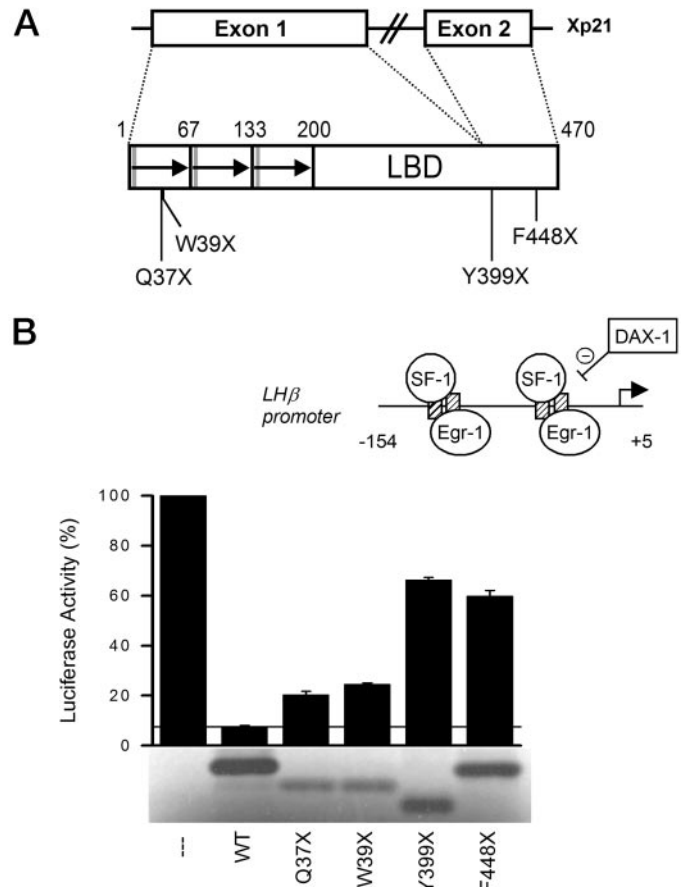 A
Exon 1
Exon 2
Xp21
1
67
133
200
470
LBD
W39X
Q37X
F448X
Y399X
B
DAX-1
−
SF-1
SF-1
LHβ
promoter
Egr-1
Egr-1
-154
+5
Luciferase Activity (%)
100
80
60
40
20
0
---
WT
Q37X
W39X
Y399X
F448X